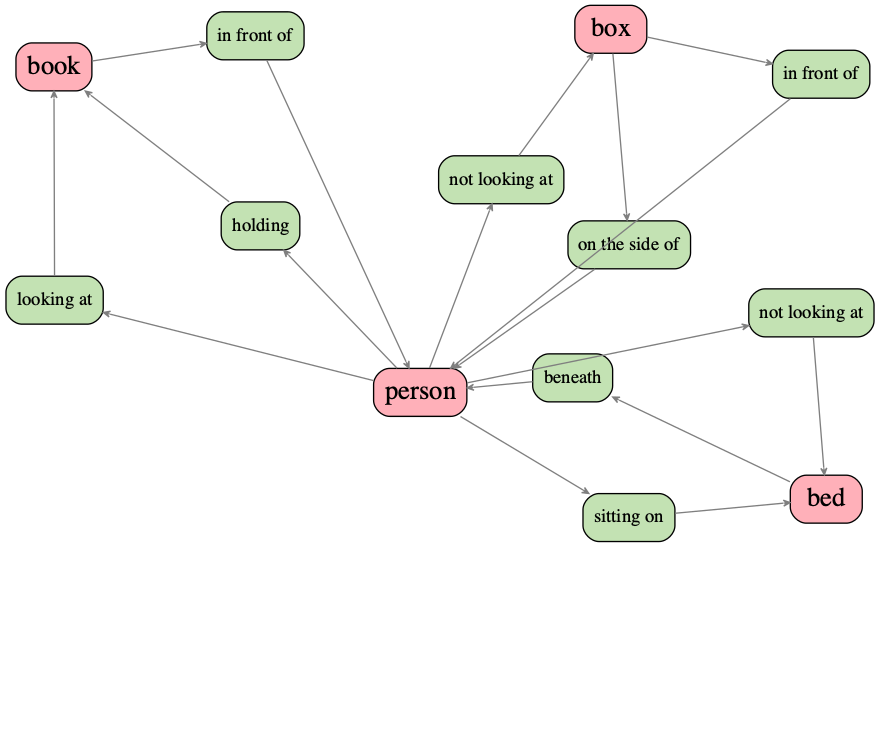 box
in front of
book
in front of
not looking at
holding
on the side of
looking at
not looking at
beneath
person
bed
sitting on